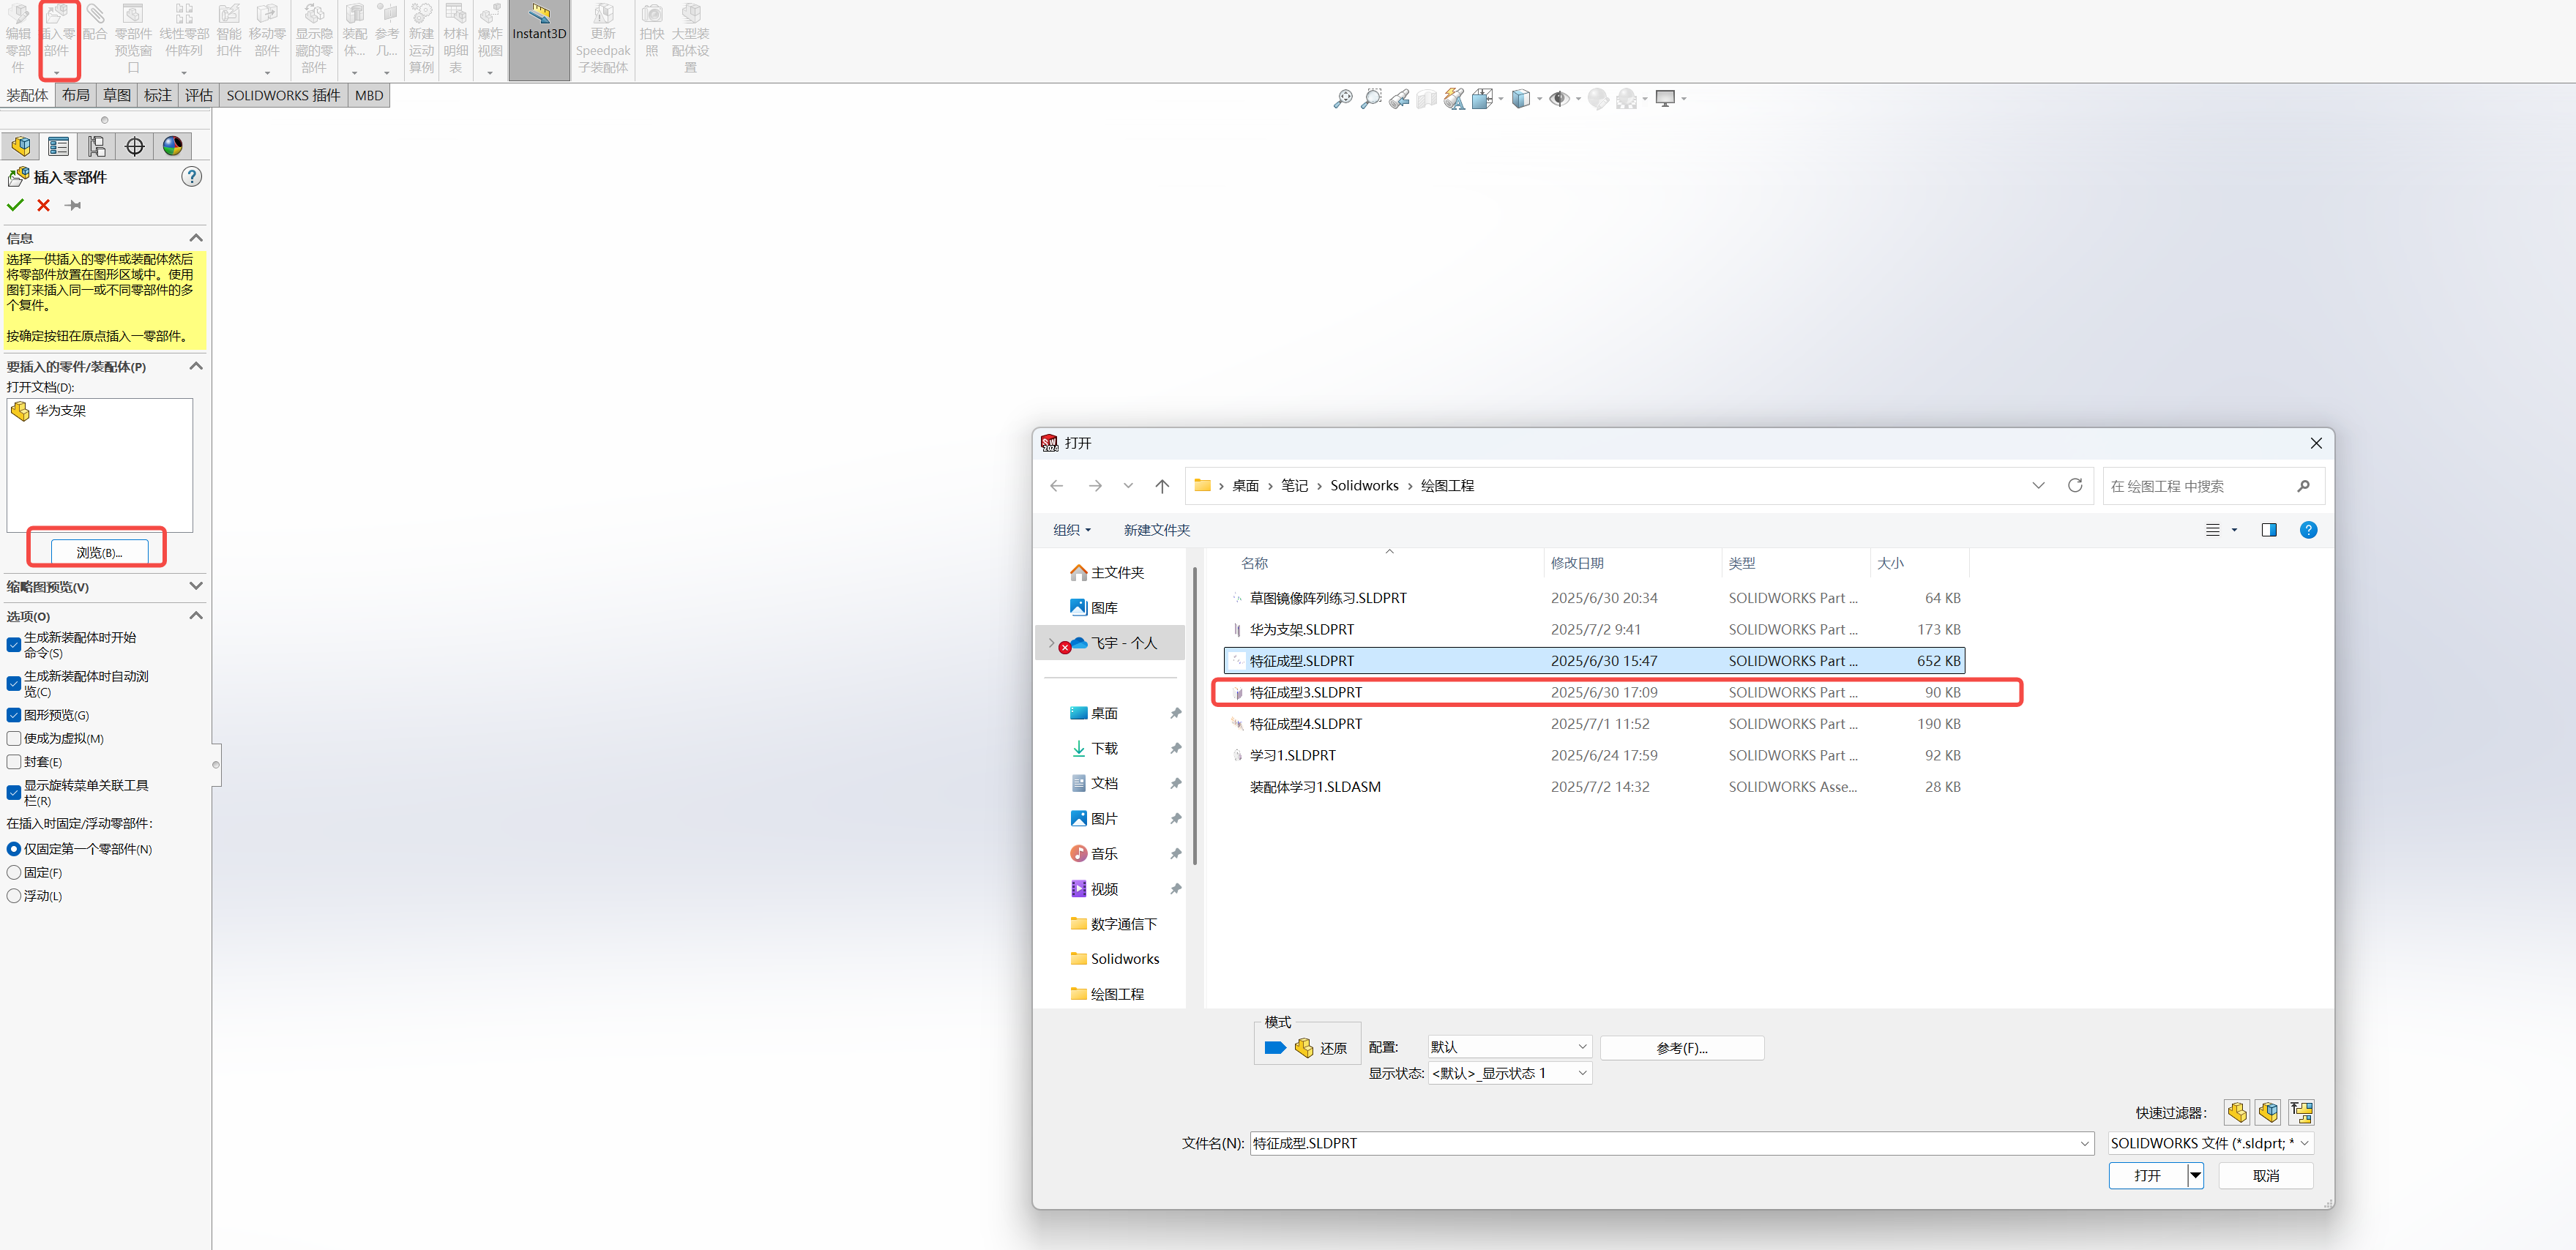 编辑零部件
插入零部件
配合
零部件预览窗口
线性零部件阵列
智能扣件
移动零部件
显示隐藏的零部件
装配体...
参考几...
新建运动算例
材料明细表
爆炸视图
Instant3D
更新Speedpak子装配体
拍快照
大型装配体设置
装配体 布局 草图 标注 评估 SOLIDWORKS 插件 MBD
插入零部件
信息
选择一供插入的零件或装配体然后
将零部件放置在图形区域中。使用
图钉来插入同一或不同零部件的多
个复件。
按确定按钮在原点插入一零部件。
要插入的零件/装配体(P)
打开文档(D):
华为支架
浏览(B)...
缩略图预览(V)
选项(O)
生成新装配体时开始
命令(S)
生成新装配体时自动浏
览(C)
图形预览(G)
使成为虚拟(M)
封套(E)
显示旋转菜单关联工具
栏(R)
在插入时固定/浮动零部件:
仅固定第一个零部件(N)
固定(F)
浮动(L)
打开
桌面 › 笔记 › Solidworks › 绘图工程
在 绘图工程 中搜索
组织 新建文件夹
主文件夹
图库
飞宇 - 个人
桌面
下载
文档
图片
音乐
视频
数字通信下
Solidworks
绘图工程
名称 修改日期 类型 大小
草图镜像阵列练习.SLDPRT 2025/6/30 20:34 SOLIDWORKS Part ... 64 KB
华为支架.SLDPRT 2025/7/2 9:41 SOLIDWORKS Part ... 173 KB
特征成型.SLDPRT 2025/6/30 15:47 SOLIDWORKS Part ... 652 KB
特征成型3.SLDPRT 2025/6/30 17:09 SOLIDWORKS Part ... 90 KB
特征成型4.SLDPRT 2025/7/1 11:52 SOLIDWORKS Part ... 190 KB
学习1.SLDPRT 2025/6/24 17:59 SOLIDWORKS Part ... 92 KB
装配体学习1.SLDASM 2025/7/2 14:32 SOLIDWORKS Asse... 28 KB
模式
还原
配置: 默认 参考(F)...
显示状态: <默认>_显示状态 1
快速过滤器:
文件名(N): 特征成型.SLDPRT SOLIDWORKS 文件 (*.sldprt; *
打开 取消